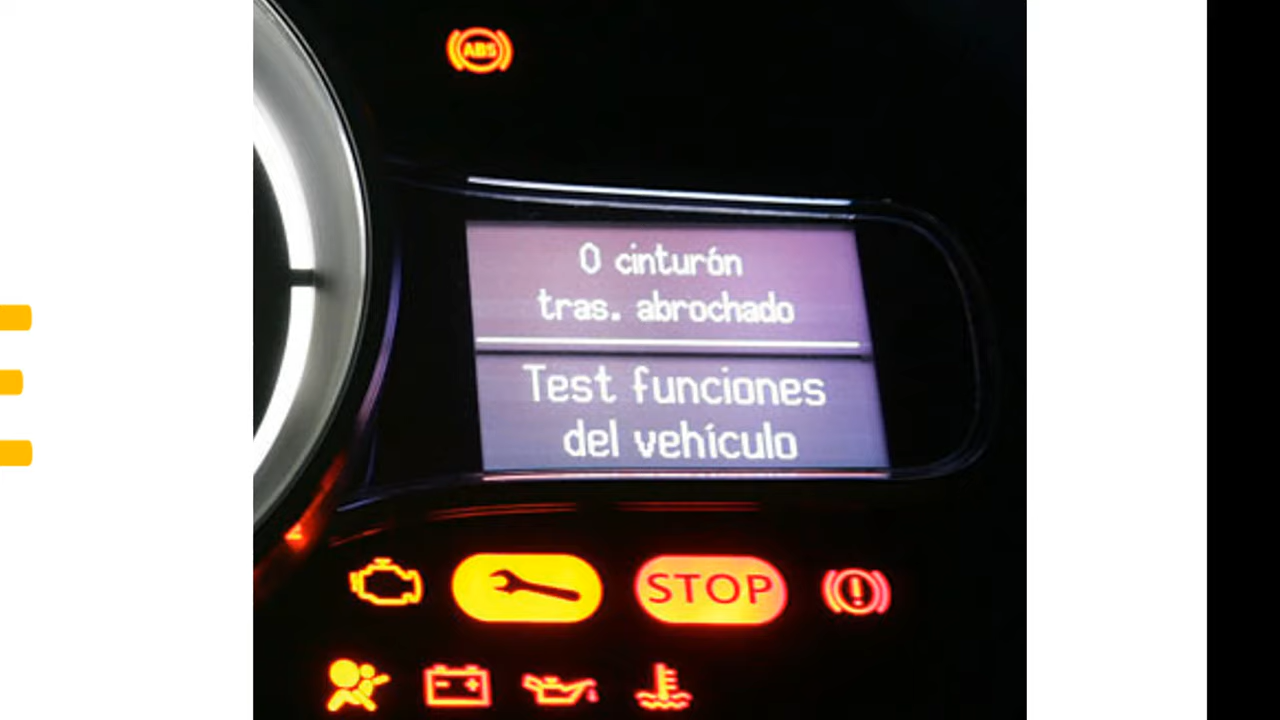 ABS
0 cinturón
tras. abrochado
Test funciones
del vehículo
STOP